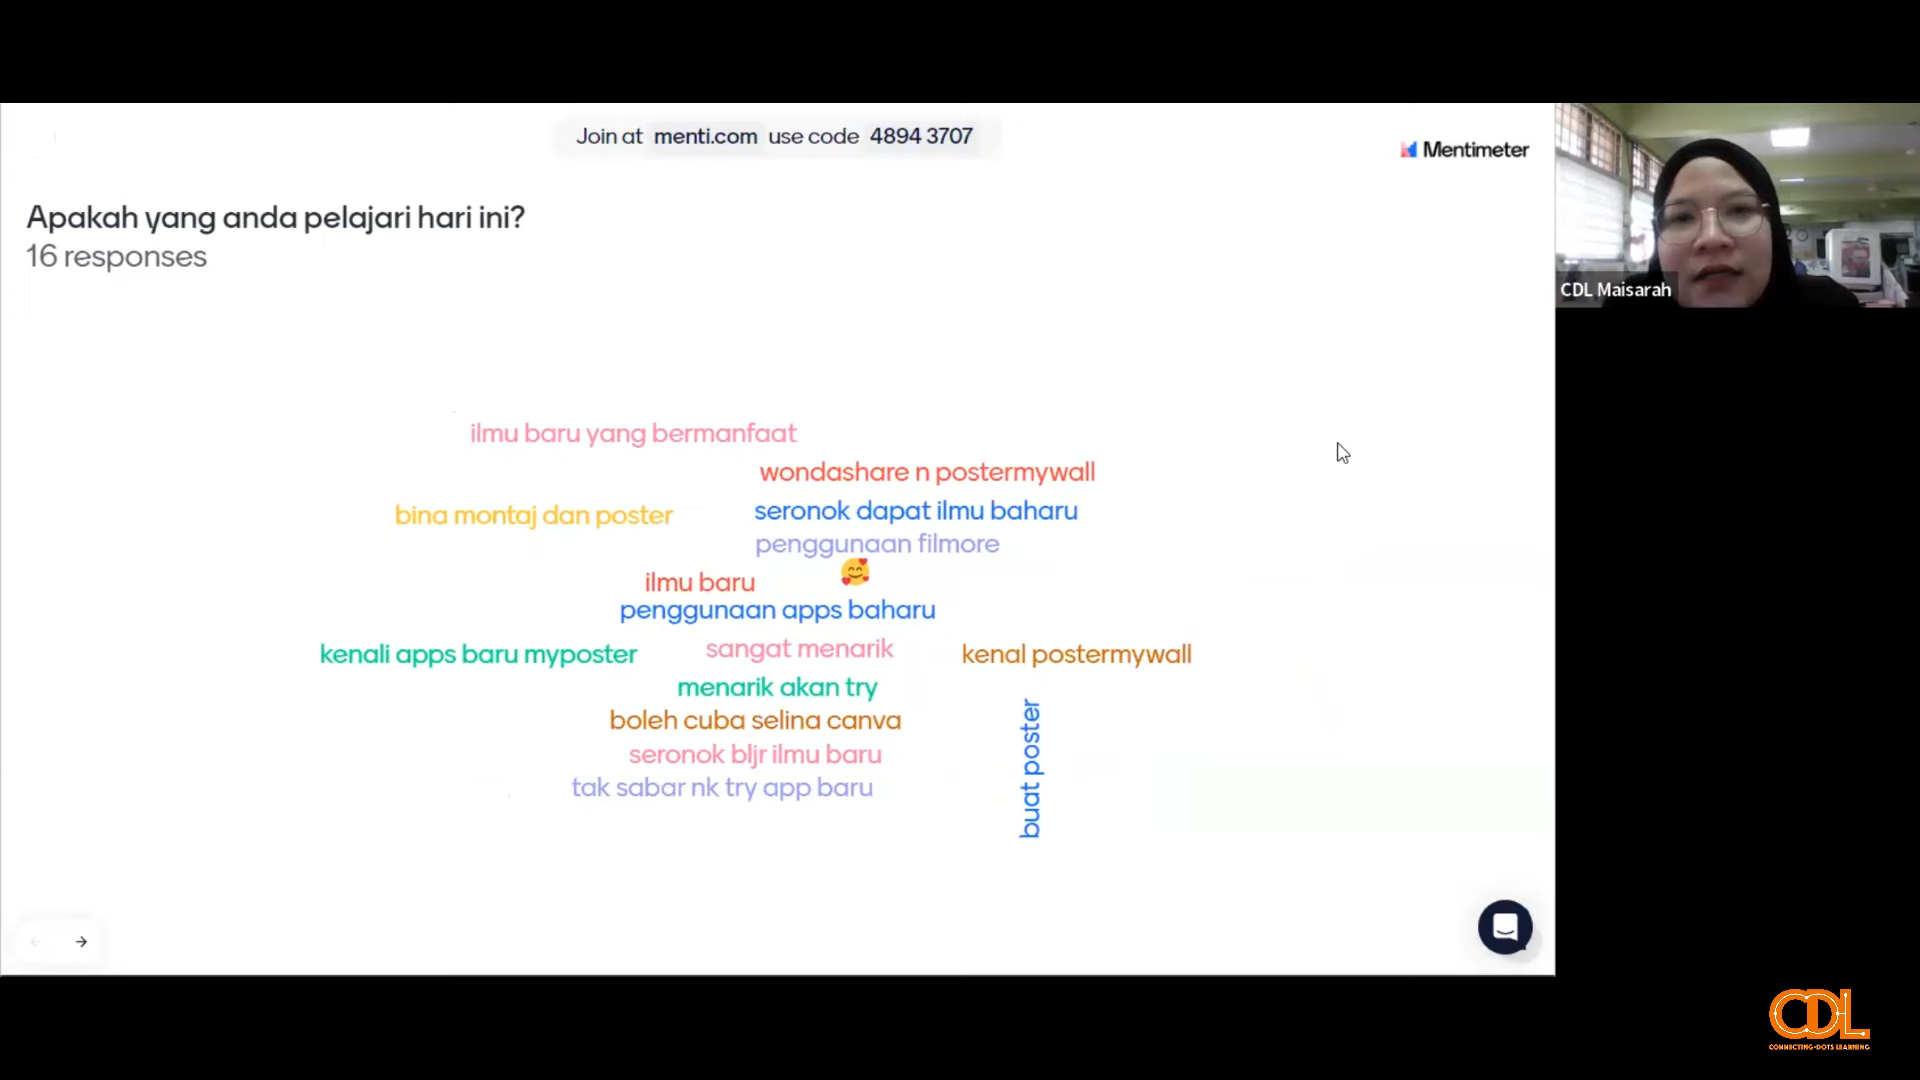 Join at menti.com use code 4894 3707
Mentimeter
Apakah yang anda pelajari hari ini?
16 responses
CDL Maisarah
ilmu baru yang bermanfaat
wondashare n postermywall
bina montaj dan poster
seronok dapat ilmu baharu
penggunaan filmore
🥰
ilmu baru
penggunaan apps baharu
kenali apps baru myposter
sangat menarik
kenal postermywall
menarik akan try
boleh cuba selina canva
seronok bljr ilmu baru
tak sabar nk try app baru
buat poster
CDL
CONNECTING-DOTS LEARNING